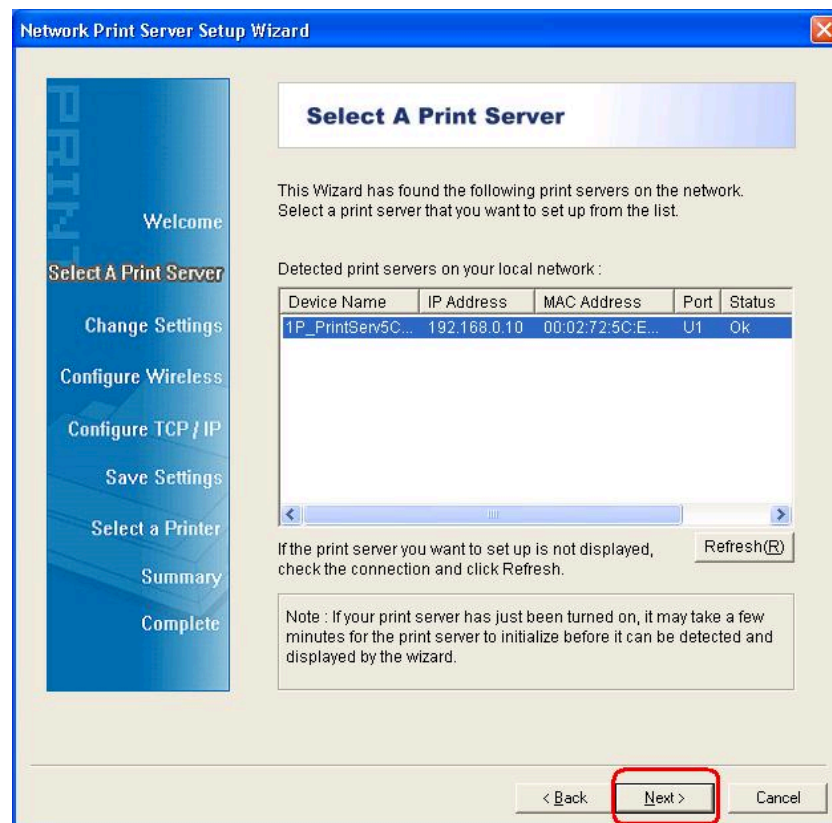 Network Print Server Setup Wizard
PRINT
Welcome
Select A Print Server
Change Settings
Configure Wireless
Configure TCP / IP
Save Settings
Select a Printer
Summary
Complete
Select A Print Server
This Wizard has found the following print servers on the network.
Select a print server that you want to set up from the list.
Detected print servers on your local network :
Device Name IP Address MAC Address Port Status
1P_PrintServ5C... 192.168.0.10 00:02:72:5C:E... U1 Ok
If the print server you want to set up is not displayed,
check the connection and click Refresh.
Refresh(R)
Note : If your print server has just been turned on, it may take a few
minutes for the print server to initialize before it can be detected and
displayed by the wizard.
< Back Next > Cancel